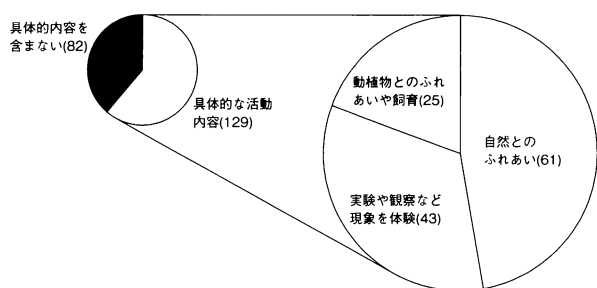 具体的内容を
含まない(82)
具体的な活動
内容(129)
動植物とのふれ
あいや飼育(25)
自然との
ふれあい(61)
実験や観察など
現象を体験(43)